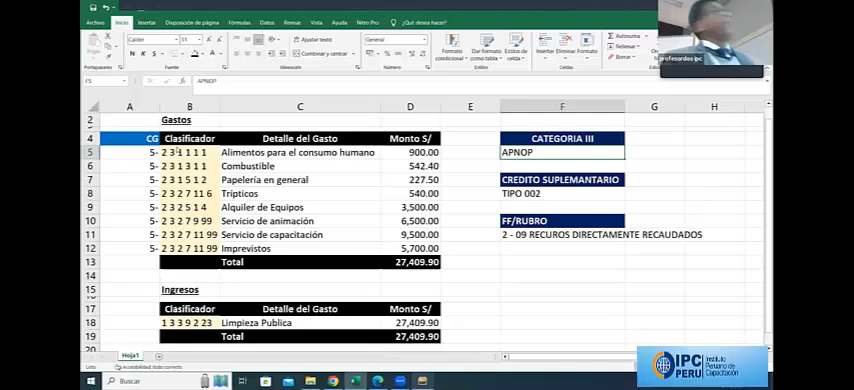 Archivo Inicio Insertar Disposición de página Fórmulas Datos Revisar Vista Ayuda Nitro Pro ¿Qué desea hacer?
Calibri 11 Ajustar texto General Autosuma
Pegar Formato Dar formato Estilos de Insertar Eliminar Formato Rellenar
N K S Combinar y centrar Borrar
Fuente Alineación Número Estilos Celdas
profesordos ipc
F5 APNOP
A B C D E F G H
2 Gastos
4 CG Clasificador Detalle del Gasto Monto S/ CATEGORIA III
5 5- 2 3 1 1 1 1 Alimentos para el consumo humano 900.00 APNOP
6 5- 2 3 1 3 1 1 Combustible 542.40
7 5- 2 3 1 5 1 2 Papelería en general 227.50 CREDITO SUPLEMANTARIO
8 5- 2 3 2 7 11 6 Trípticos 540.00 TIPO 002
9 5- 2 3 2 5 1 4 Alquiler de Equipos 3,500.00
10 5- 2 3 2 7 9 99 Servicio de animación 6,500.00 FF/RUBRO
11 5- 2 3 2 7 11 99 Servicio de capacitación 9,500.00 2 - 09 RECUROS DIRECTAMENTE RECAUDADOS
12 5- 2 3 2 7 11 99 Imprevistos 5,700.00
13 Total 27,409.90
14
15 Ingresos
17 Clasificador Detalle del Gasto Monto S/
18 1 3 3 9 2 23 Limpieza Publica 27,409.90
19 Total 27,409.90
20
Hoja1
Listo Accesibilidad: todo correcto
Buscar
IPC PERU Instituto Peruano de Capacitación